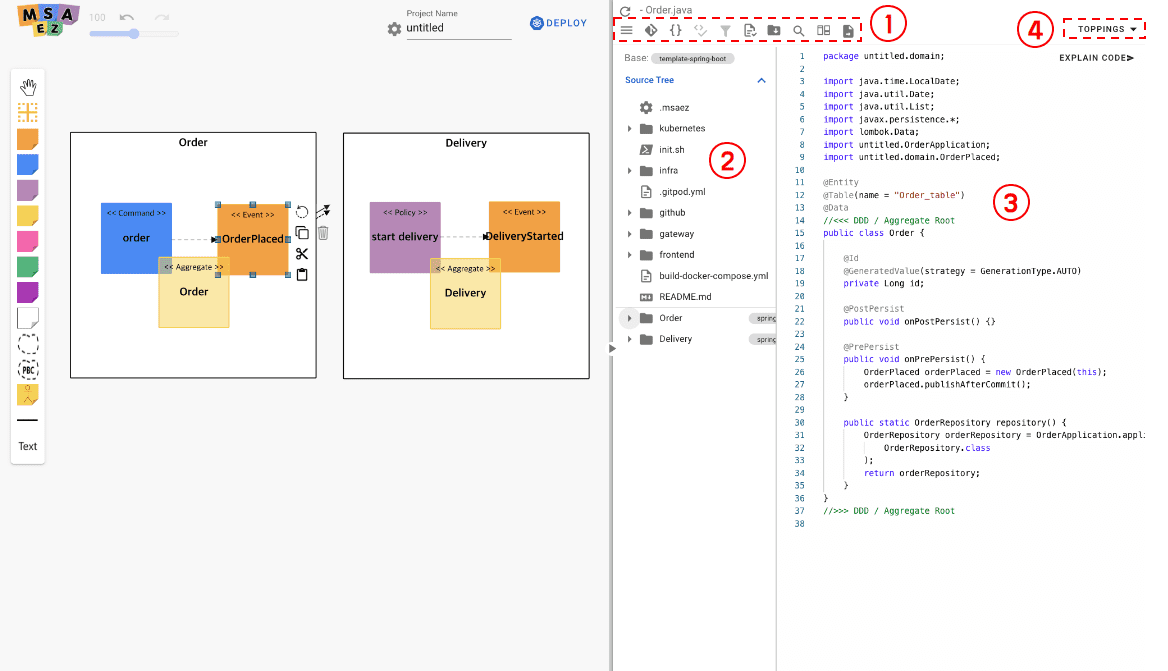 MSA
EZ
100
Project Name
untitled
DEPLOY
- Order.java
1
4
TOPPINGS
EXPLAIN CODE
Base: template-spring-boot
Source Tree
.msaez
kubernetes
init.sh
2
infra
.gitpod.yml
github
gateway
frontend
build-docker-compose.yml
README.md
Order
spring
Delivery
spring
PBC
Text
Order
<< Command >>
order
<< Event >>
OrderPlaced
<< Aggregate >>
Order
Delivery
<< Policy >>
start delivery
<< Event >>
DeliveryStarted
<< Aggregate >>
Delivery
3
1 package untitled.domain;
2
3 import java.time.LocalDate;
4 import java.util.Date;
5 import java.util.List;
6 import javax.persistence.*;
7 import lombok.Data;
8 import untitled.OrderApplication;
9 import untitled.domain.OrderPlaced;
10
11 @Entity
12 @Table(name = "Order_table")
13 @Data
14 //<<< DDD / Aggregate Root
15 public class Order {
16
17 @Id
18 @GeneratedValue(strategy = GenerationType.AUTO)
19 private Long id;
20
21 @PostPersist
22 public void onPostPersist() {}
23
24 @PrePersist
25 public void onPrePersist() {
26 OrderPlaced orderPlaced = new OrderPlaced(this);
27 orderPlaced.publishAfterCommit();
28 }
29
30 public static OrderRepository repository() {
31 OrderRepository orderRepository = OrderApplication.appli
32 OrderRepository.class
33 );
34 return orderRepository;
35 }
36 }
37 //>>> DDD / Aggregate Root
38